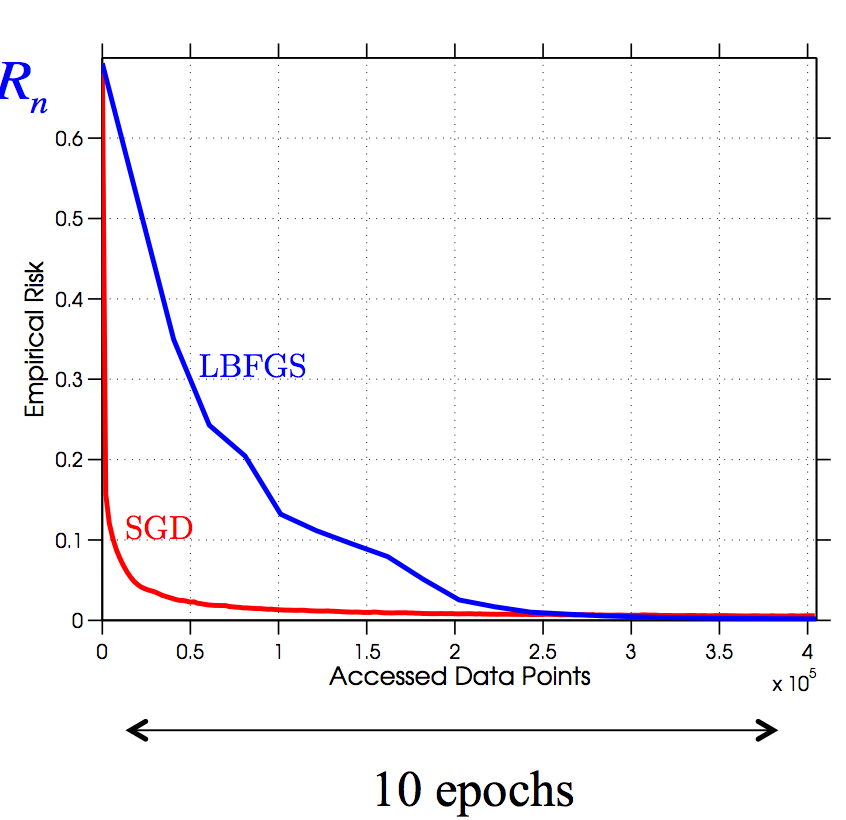 Rn
0.6
0.5
0.4
0.3
0.2
0.1
0
Empirical Risk
LBFGS
SGD
0 0.5 1 1.5 2 2.5 3 3.5 4
Accessed Data Points
x 10^5
10 epochs